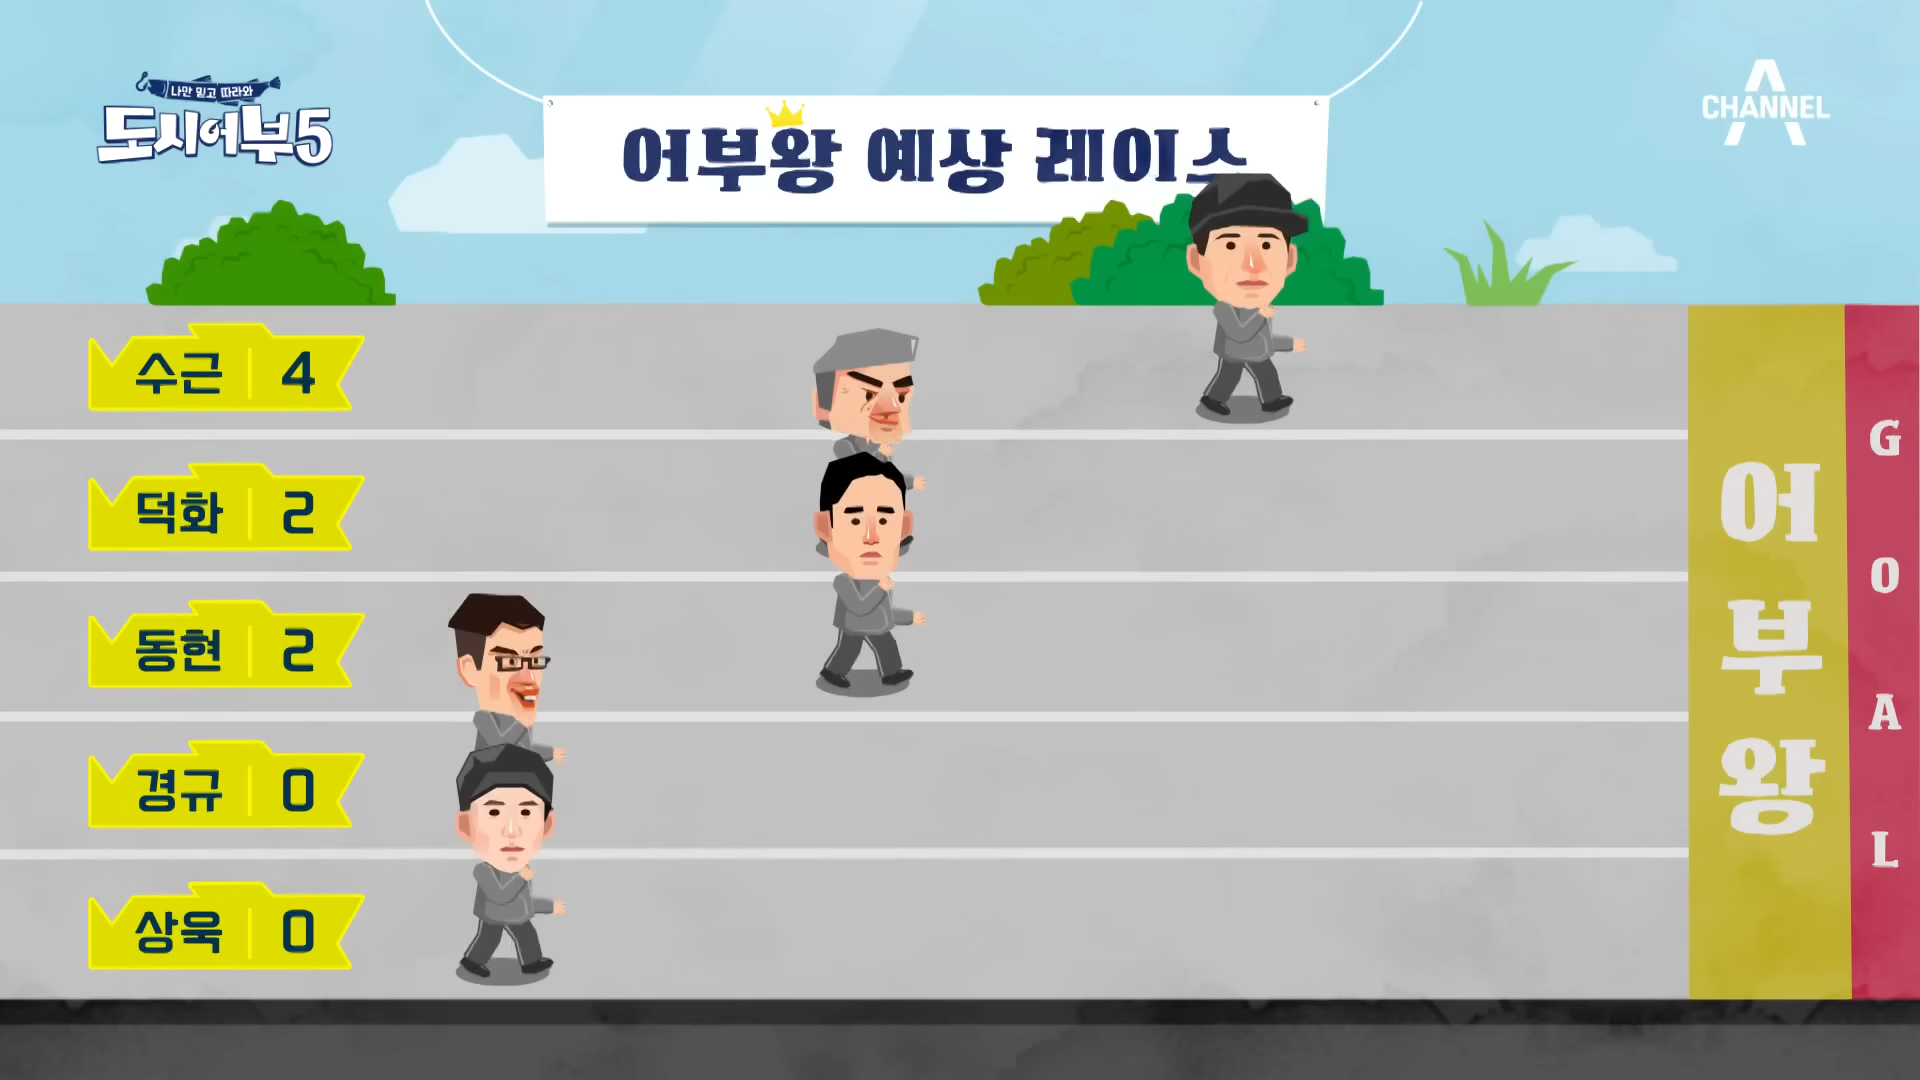 나만 믿고 따라와
도시어부5
CHANNEL A
어부왕 예상 레이스
수근 4
덕화 2
동현 2
경규 0
상욱 0
어부왕
GOAL